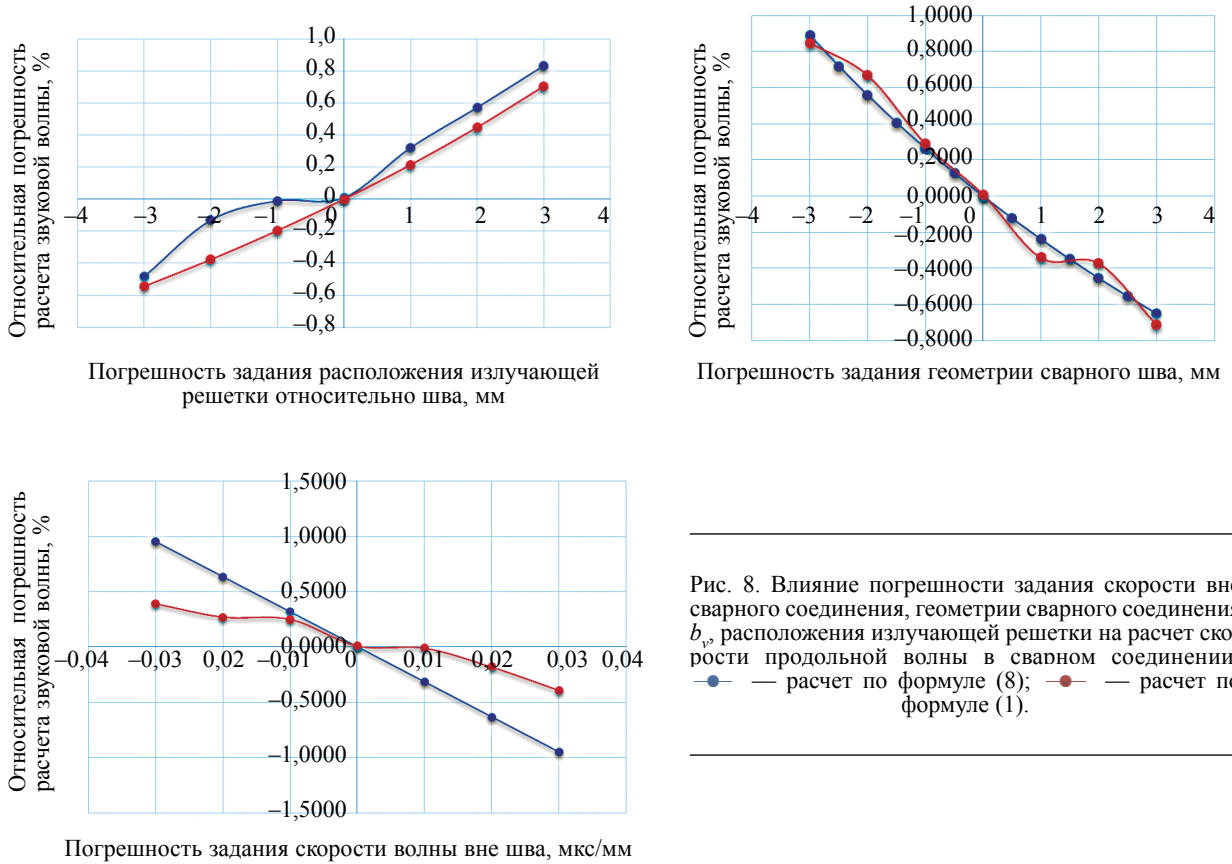 Относительная погрешность
расчета звуковой волны, %
1,0
0,8
0,6
0,4
0,2
0
–4 –3 –2 –1 0 1 2 3 4
–0,2
–0,4
–0,6
–0,8
Погрешность задания расположения излучающей
решетки относительно шва, мм
Относительная погрешность
расчета звуковой волны, %
1,0000
0,8000
0,6000
0,4000
0,2000
0,0000
–4 –3 –2 –1 0 1 2 3 4
–0,2000
–0,4000
–0,6000
–0,8000
Погрешность задания геометрии сварного шва, мм
Относительная погрешность
расчета звуковой волны, %
1,5000
1,0000
0,5000
0,0000
–0,04 –0,03 –0,02 –0,01 0 0,01 0,02 0,03 0,04
–0,5000
–1,0000
–1,5000
Погрешность задания скорости волны вне шва, мкс/мм
Рис. 8. Влияние погрешности задания скорости вне
сварного соединения, геометрии сварного соединения
bᵥ, расположения излучающей решетки на расчет ско
рости продольной волны в сварном соединении
— расчет по формуле (8); — расчет по
формуле (1).